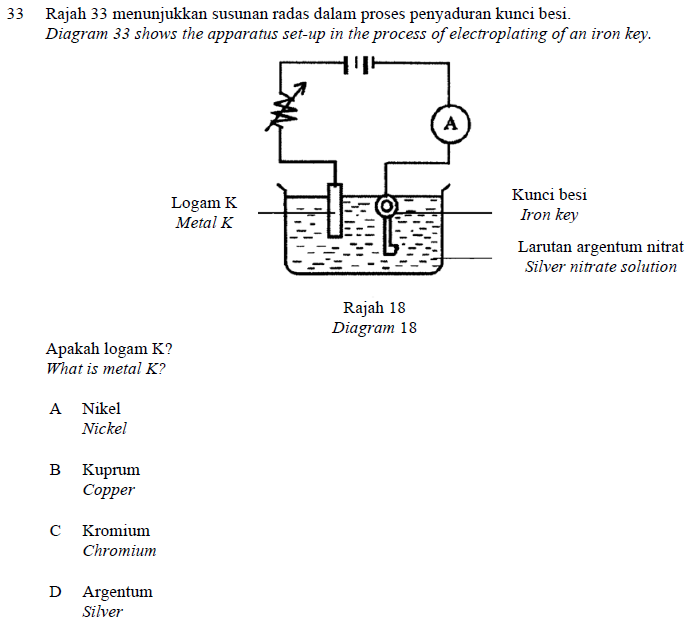 33 Rajah 33 menunjukkan susunan radas dalam proses penyaduran kunci besi.
Diagram 33 shows the apparatus set-up in the process of electroplating of an iron key.
A
Logam K
Metal K
Kunci besi
Iron key
Larutan argentum nitrat
Silver nitrate solution
Rajah 18
Diagram 18
Apakah logam K?
What is metal K?
A Nikel
Nickel
B Kuprum
Copper
C Kromium
Chromium
D Argentum
Silver